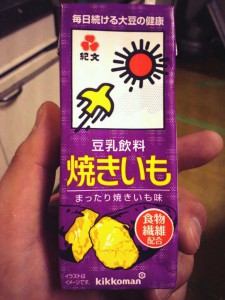 毎日続ける大豆の健康
紀文
豆乳飲料
焼きいも
まったり焼きいも味
食物
繊維
配合
イラストは
イメージです。
kikkoman